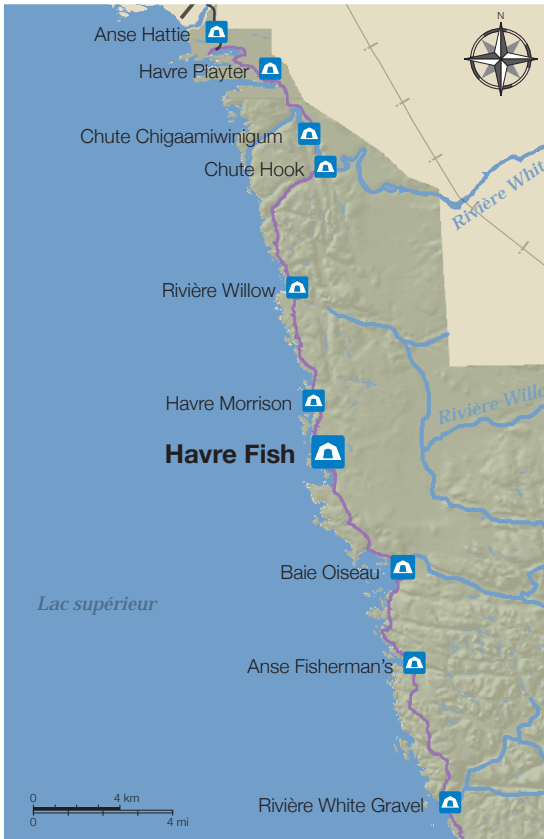 N
Anse Hattie
Havre Playter
Chute Chigaamiwinigum
Chute Hook
Rivière White
Rivière Willow
Havre Morrison
Rivière Willo
Havre Fish
Baie Oiseau
Lac supérieur
Anse Fisherman's
0 4 km
0 4 mi
Rivière White Gravel